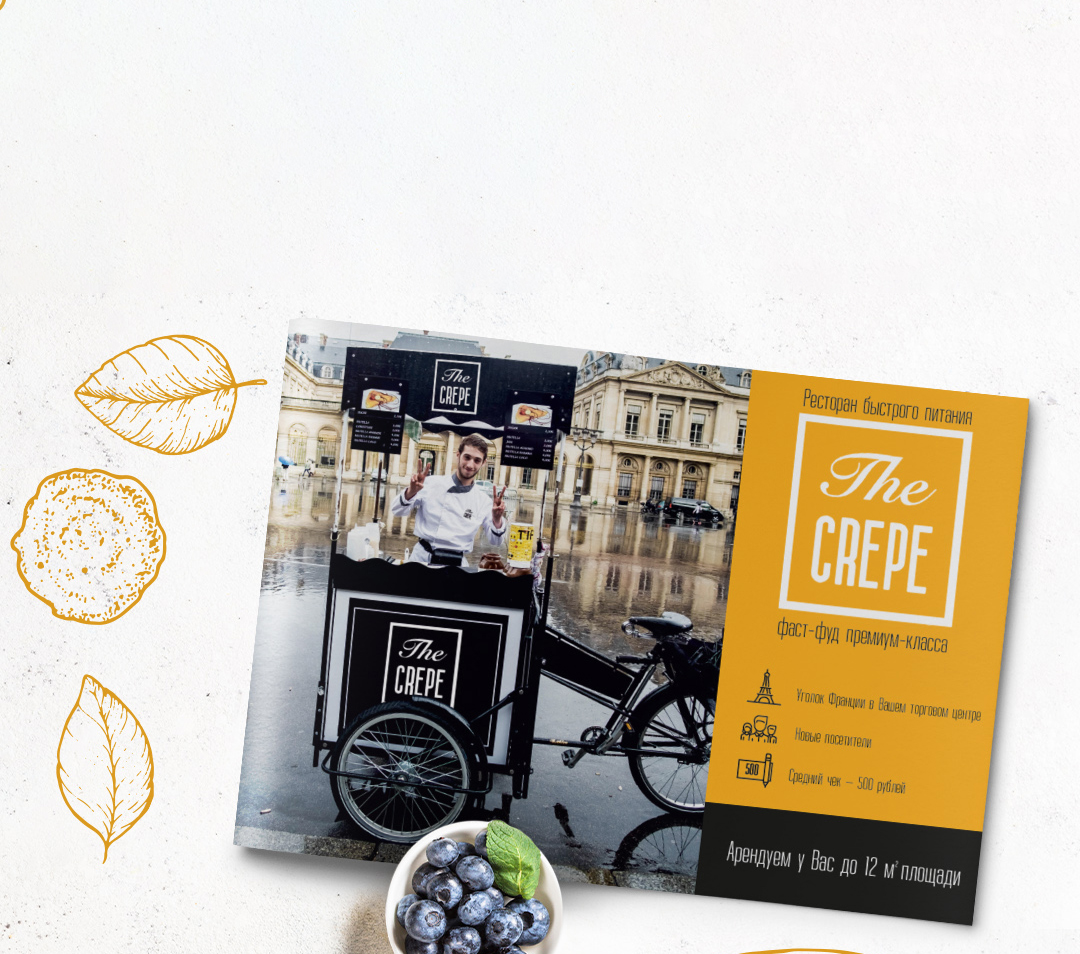 The
CREPE
The
CREPE
Ресторан быстрого питания
The
CREPE
фаст-фуд премиум-класса
Уголок Франции в Вашем торговом центре
Новые посетители
500
Средний чек – 500 рублей
Арендуем у Вас до 12 м² площади